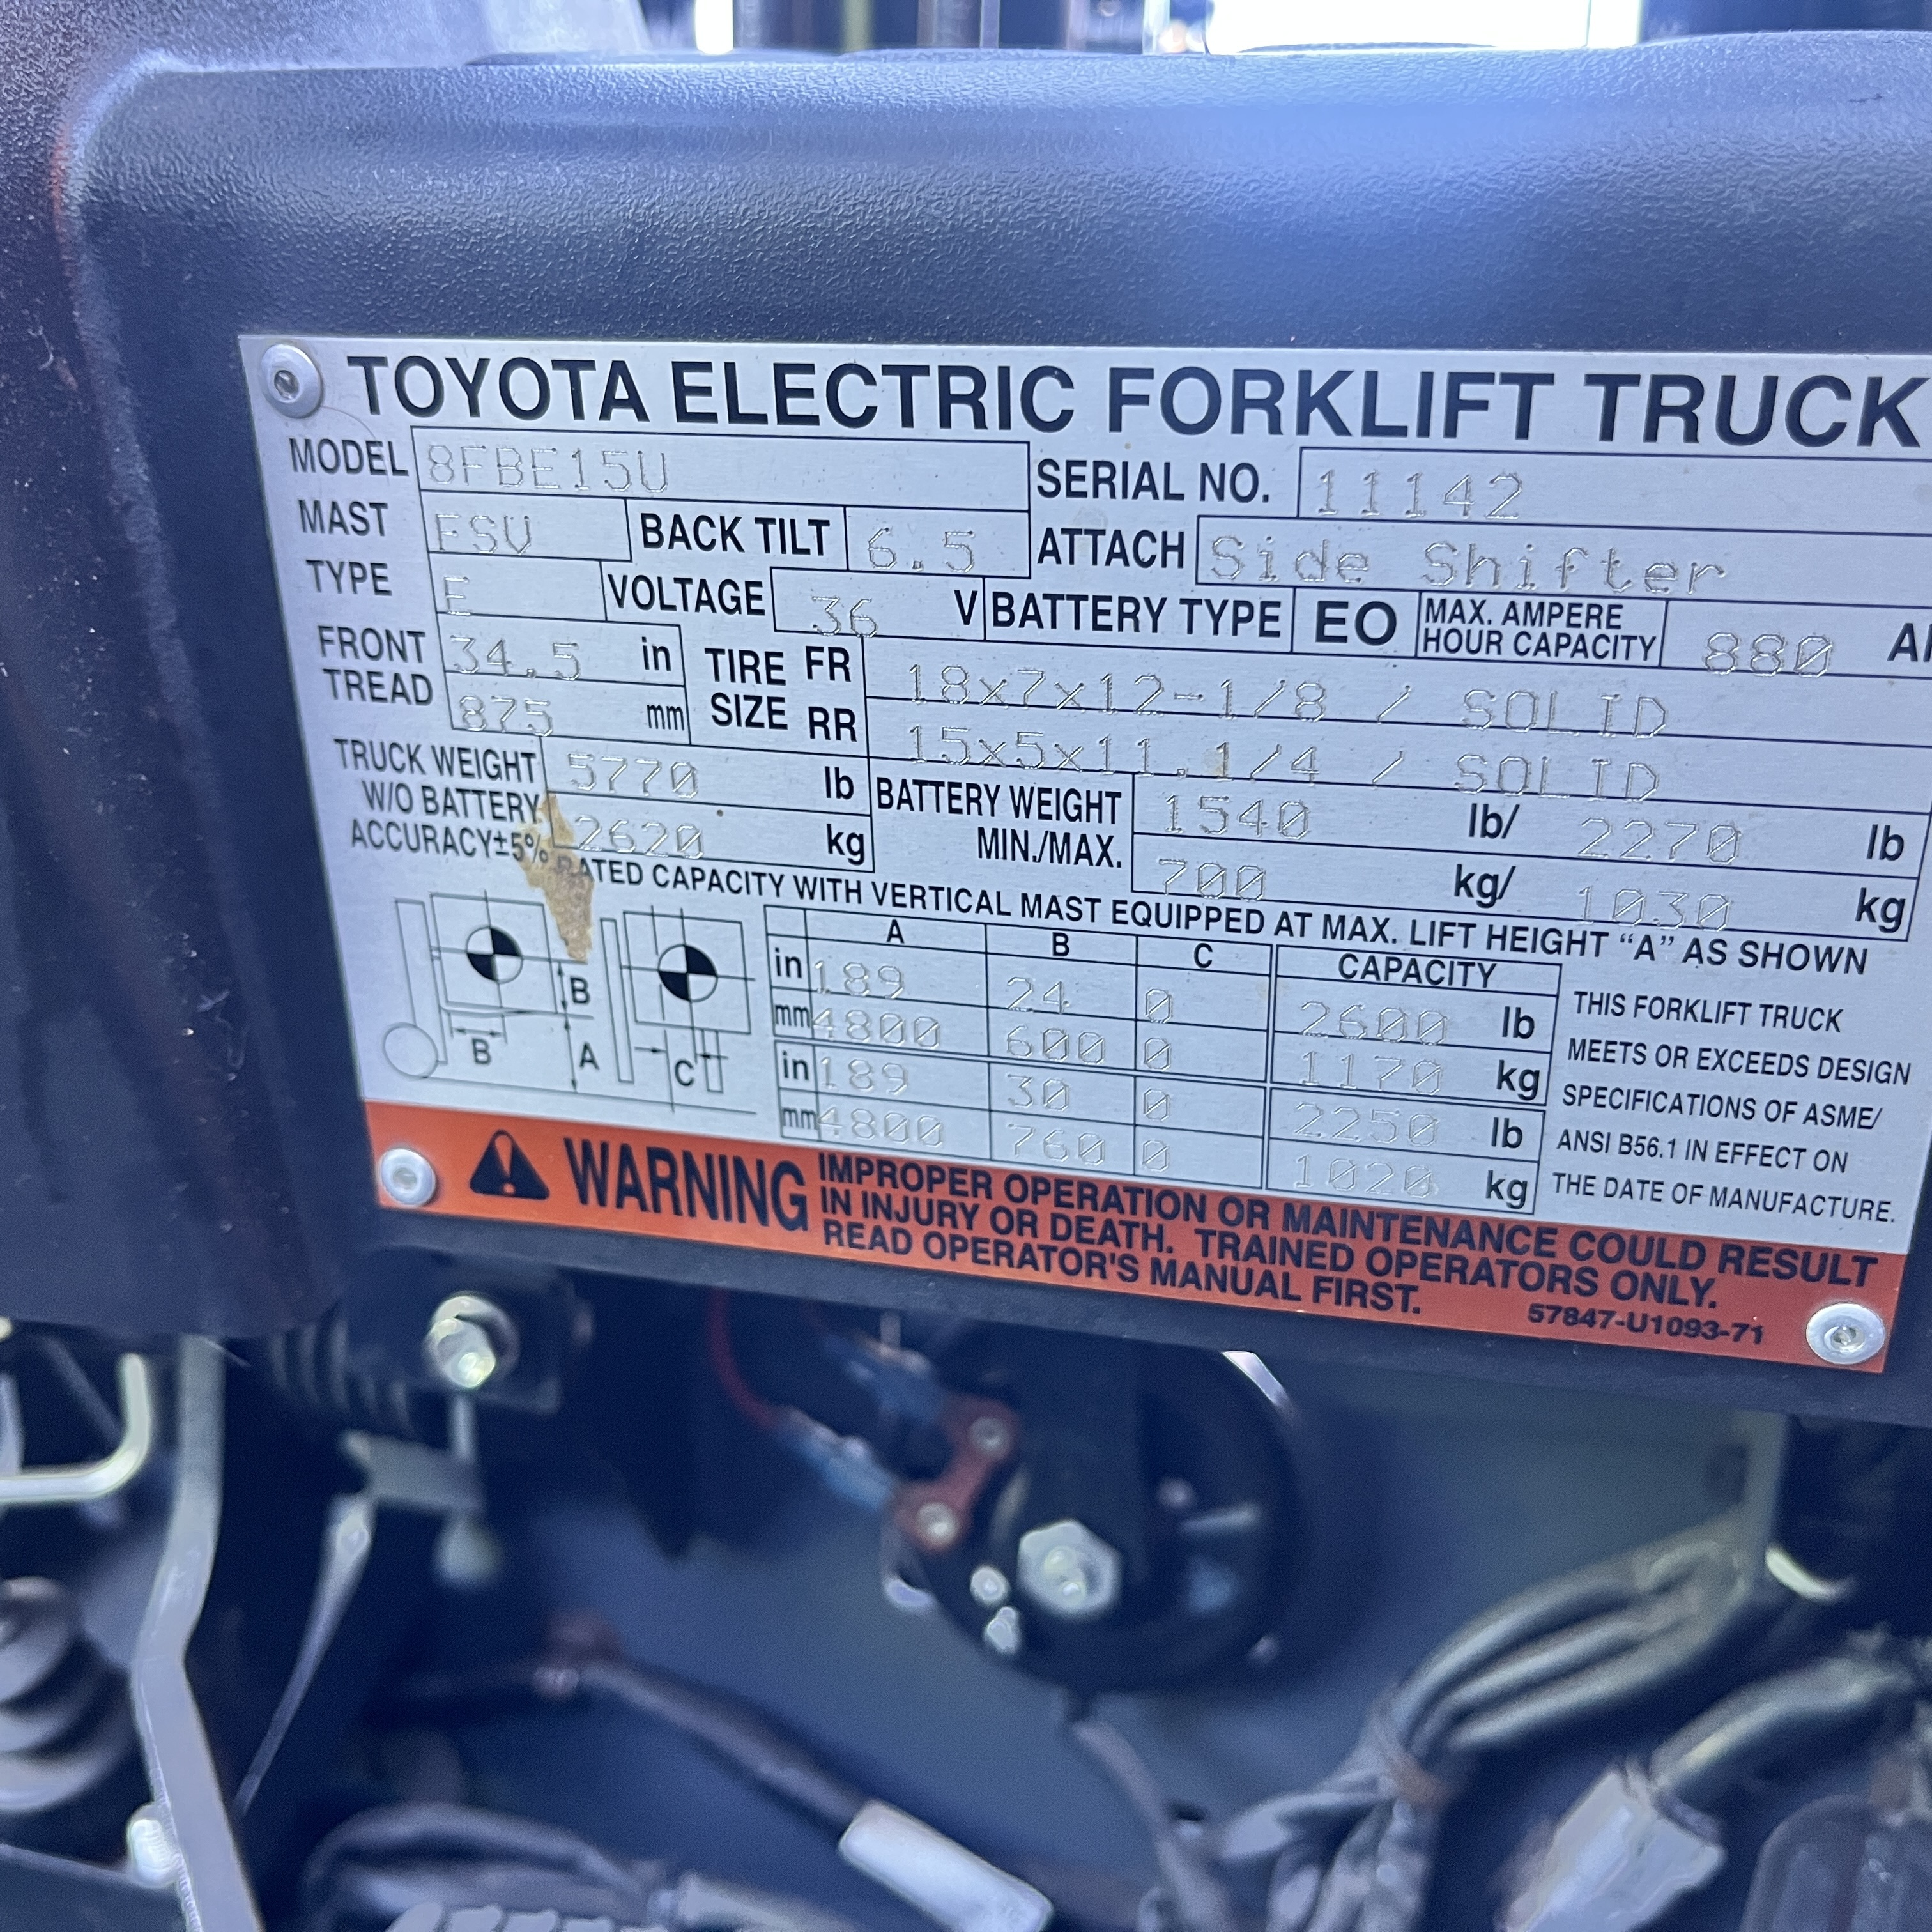 TOYOTA ELECTRIC FORKLIFT TRUCK
MODEL 8FBE15U SERIAL NO. 11142
MAST FSV BACK TILT 6.5 ATTACH Side Shifter
TYPE E VOLTAGE 36 V BATTERY TYPE EO MAX. AMPERE HOUR CAPACITY 880
FRONT TREAD 34.5 in TIRE SIZE FR 18x7x12-1/8 / SOLID
875 mm RR 15x5x11.1/4 / SOLID
TRUCK WEIGHT W/O BATTERY ACCURACY±5% 5770 lb BATTERY WEIGHT MIN./MAX. 1540 lb/ 2270 lb
2620 kg 700 kg/ 1030 kg
RATED CAPACITY WITH VERTICAL MAST EQUIPPED AT MAX. LIFT HEIGHT “A” AS SHOWN
B
B
A
C
A B C CAPACITY
in 189 24 0 2600 lb
mm 4800 600 0 1170 kg
in 189 30 0 2250 lb
mm 4800 760 0 1020 kg
THIS FORKLIFT TRUCK
MEETS OR EXCEEDS DESIGN
SPECIFICATIONS OF ASME/
ANSI B56.1 IN EFFECT ON
THE DATE OF MANUFACTURE.
WARNING
IMPROPER OPERATION OR MAINTENANCE COULD RESULT
IN INJURY OR DEATH. TRAINED OPERATORS ONLY.
READ OPERATOR'S MANUAL FIRST.
57847-U1093-71